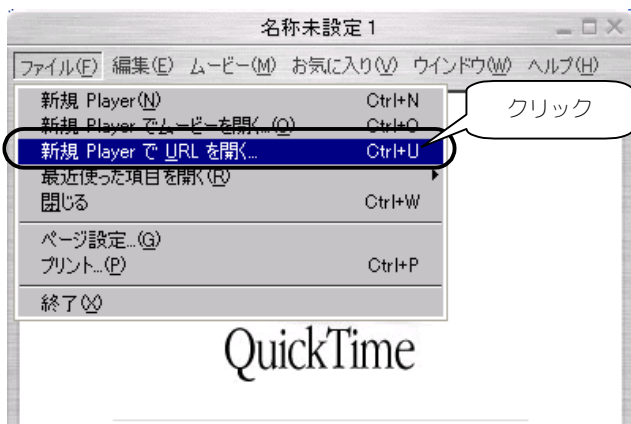 名称未設定 1
ファイル(F) 編集(E) ムービー(M) お気に入り(V) ウインドウ(W) ヘルプ(H)
新規 Player(N) Ctrl+N
新規 Player でムービーを開く...(O) Ctrl+O
クリック
新規 Player で URL を開く... Ctrl+U
最近使った項目を開く(R)
閉じる Ctrl+W
ページ設定...(G)
プリント...(P) Ctrl+P
終了(X)
QuickTime